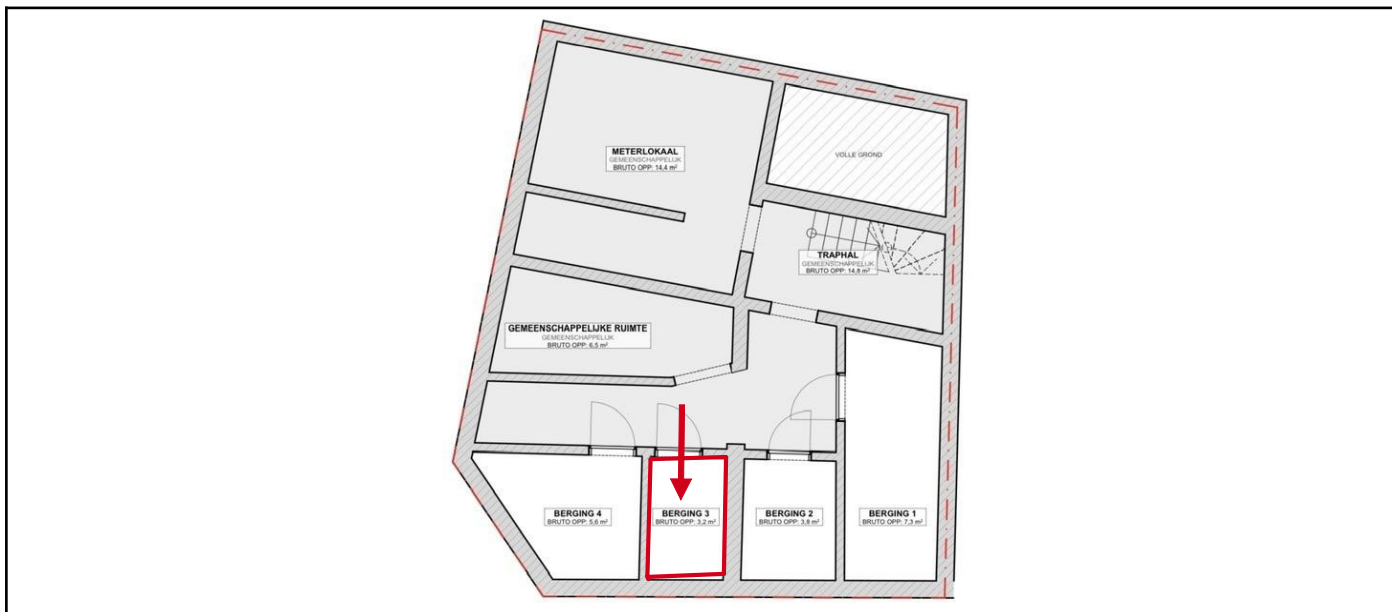 METERLOKAAL
GEMEENSCHAPPELIJK
BRUTO OPP: 14,4 m²
VOLLE GROND
TRAPHAL
GEMEENSCHAPPELIJK
BRUTO OPP: 14,8 m²
GEMEENSCHAPPELIJKE RUIMTE
GEMEENSCHAPPELIJK
BRUTO OPP: 6,5 m²
BERGING 4
BRUTO OPP: 5,6 m²
BERGING 3
BRUTO OPP: 3,2 m²
BERGING 2
BRUTO OPP: 3,8 m²
BERGING 1
BRUTO OPP: 7,3 m²